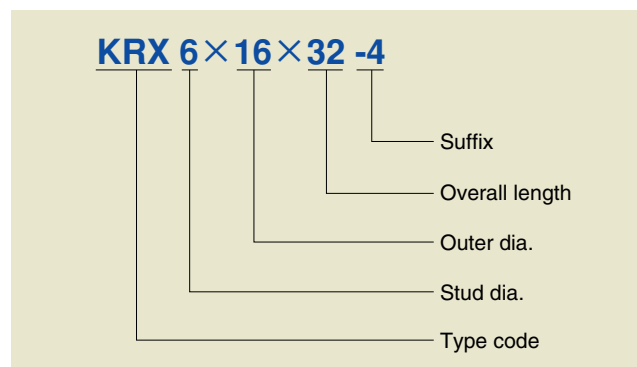 KRX 6×16×32 -4
Suffix
Overall length
Outer dia.
Stud dia.
Type code